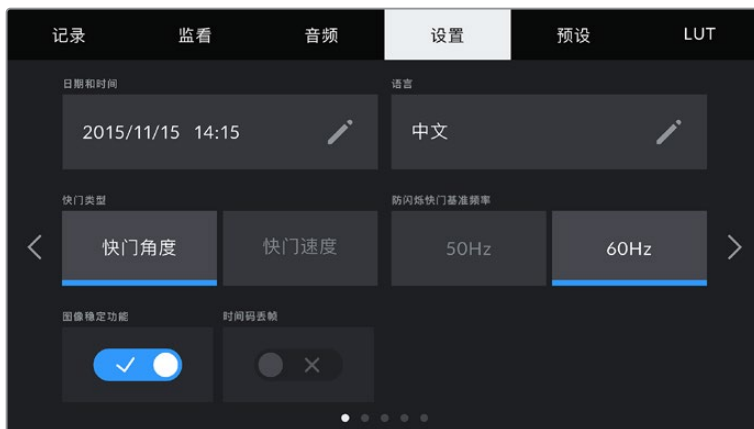 记录 监看 音频 设置 预设 LUT
日期和时间 语言
2015/11/15 14:15 中文
快门类型 防闪烁快门基准频率
快门角度 快门速度 50Hz 60Hz
图像稳定功能 时间码丢帧